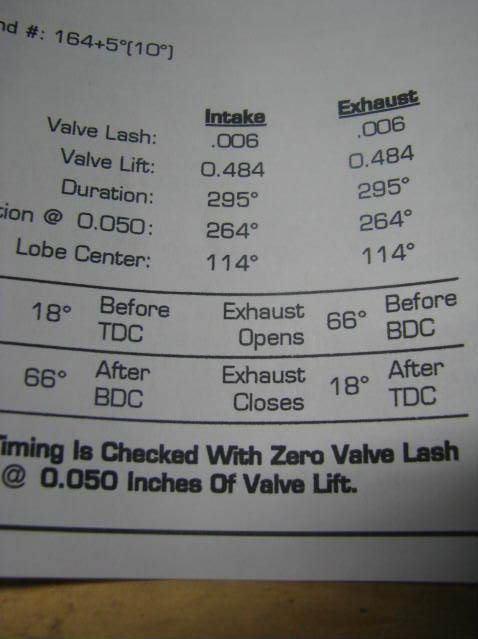 nd #: 164+5°(10°)
Intake Exhaust
Valve Lash: .006 .006
Valve Lift: 0.484 0.484
Duration: 295° 295°
tion @ 0.050: 264° 264°
Lobe Center: 114° 114°
18° Before TDC Exhaust Opens 66° Before BDC
66° After BDC Exhaust Closes 18° After TDC
Timing Is Checked With Zero Valve Lash
@ 0.050 Inches Of Valve Lift.